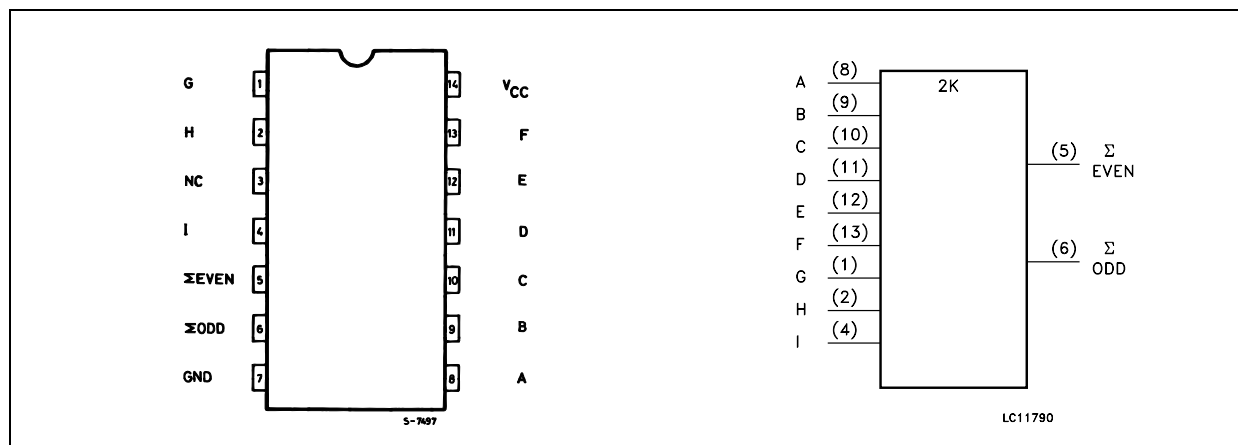 G 1 14 VCC
H 2 13 F
NC 3 12 E
I 4 11 D
ΣEVEN 5 10 C
ΣODD 6 9 B
GND 7 8 A
S-7497
2K
A (8)
B (9)
C (10)
D (11)
E (12)
F (13)
G (1)
H (2)
I (4)
(5) Σ
EVEN
(6) Σ
ODD
LC11790